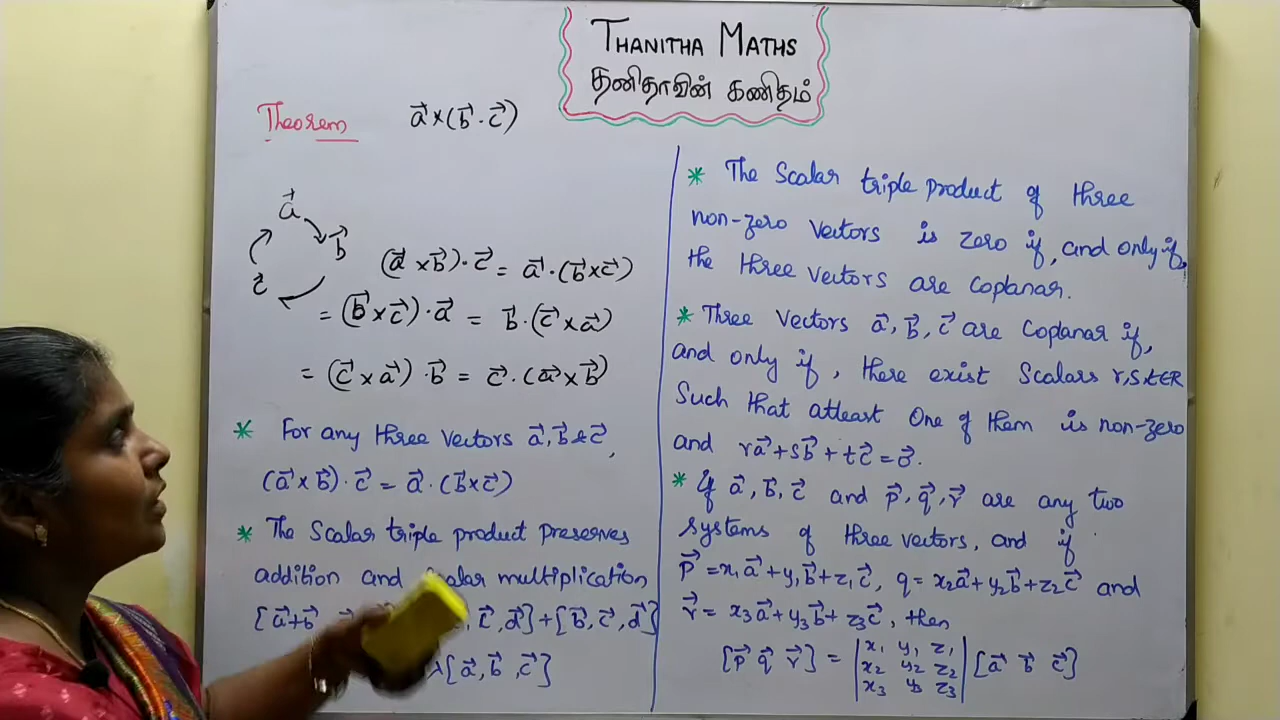 THANITHA MATHS
தனிதாவின் கணிதம்
Theorem
a⃗×(b⃗·c⃗)
a⃗
b⃗
c⃗
(a⃗×b⃗)·c⃗ = a⃗·(b⃗×c⃗)
= (b⃗×c⃗)·a⃗ = b⃗·(c⃗×a⃗)
= (c⃗×a⃗)·b⃗ = c⃗·(a⃗×b⃗)
* For any three vectors a⃗, b⃗ & c⃗,
(a⃗×b⃗)·c⃗ = a⃗·(b⃗×c⃗)
* The Scalar triple product preserves
addition and Scalar multiplication
[a⃗+b⃗ , c⃗, d⃗]+[b⃗, c⃗, d⃗]
λ[a⃗, b⃗, c⃗]
* The Scalar triple product of three
non-zero vectors is zero if, and only if,
the three vectors are coplanar.
* Three Vectors a⃗, b⃗, c⃗ are Coplanar if,
and only if, there exist Scalars r,s,t∈R
Such that atleast One of them is non-zero
and ra⃗+sb⃗+tc⃗=0⃗.
* If a⃗, b⃗, c⃗ and p⃗, q⃗, r⃗ are any two
systems of three vectors, and if
p⃗=x₁a⃗+y₁b⃗+z₁c⃗, q=x₂a⃗+y₂b⃗+z₂c⃗ and
r⃗=x₃a⃗+y₃b⃗+z₃c⃗, then
[p⃗ q⃗ r⃗] = |x₁ y₁ z₁| [a⃗ b⃗ c⃗]
|x₂ y₂ z₂|
|x₃ y₃ z₃|